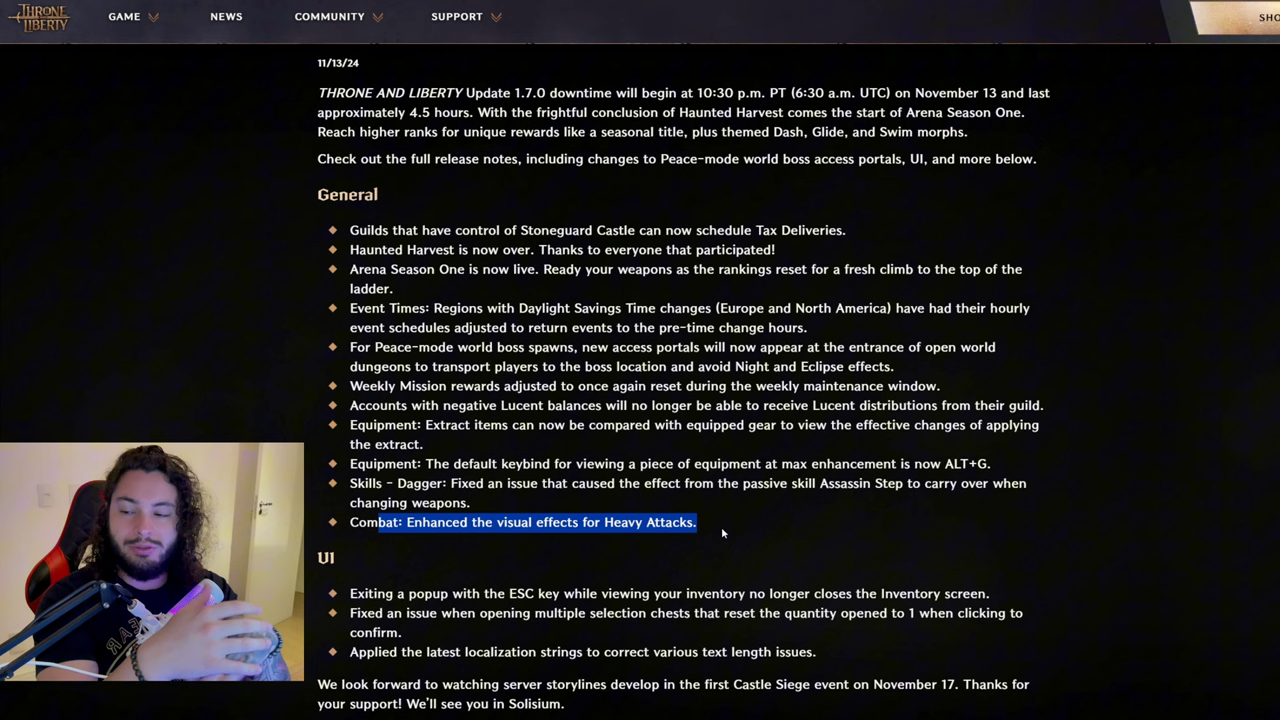 THRONE
AND
LIBERTY
GAME
NEWS
COMMUNITY
SUPPORT
SHO
11/13/24
THRONE AND LIBERTY Update 1.7.0 downtime will begin at 10:30 p.m. PT (6:30 a.m. UTC) on November 13 and last
approximately 4.5 hours. With the frightful conclusion of Haunted Harvest comes the start of Arena Season One.
Reach higher ranks for unique rewards like a seasonal title, plus themed Dash, Glide, and Swim morphs.
Check out the full release notes, including changes to Peace-mode world boss access portals, UI, and more below.
General
Guilds that have control of Stoneguard Castle can now schedule Tax Deliveries.
Haunted Harvest is now over. Thanks to everyone that participated!
Arena Season One is now live. Ready your weapons as the rankings reset for a fresh climb to the top of the
ladder.
Event Times: Regions with Daylight Savings Time changes (Europe and North America) have had their hourly
event schedules adjusted to return events to the pre-time change hours.
For Peace-mode world boss spawns, new access portals will now appear at the entrance of open world
dungeons to transport players to the boss location and avoid Night and Eclipse effects.
Weekly Mission rewards adjusted to once again reset during the weekly maintenance window.
Accounts with negative Lucent balances will no longer be able to receive Lucent distributions from their guild.
Equipment: Extract items can now be compared with equipped gear to view the effective changes of applying
the extract.
Equipment: The default keybind for viewing a piece of equipment at max enhancement is now ALT+G.
Skills - Dagger: Fixed an issue that caused the effect from the passive skill Assassin Step to carry over when
changing weapons.
Combat: Enhanced the visual effects for Heavy Attacks.
UI
Exiting a popup with the ESC key while viewing your inventory no longer closes the Inventory screen.
Fixed an issue when opening multiple selection chests that reset the quantity opened to 1 when clicking to
confirm.
Applied the latest localization strings to correct various text length issues.
We look forward to watching server storylines develop in the first Castle Siege event on November 17. Thanks for
your support! We'll see you in Solisium.